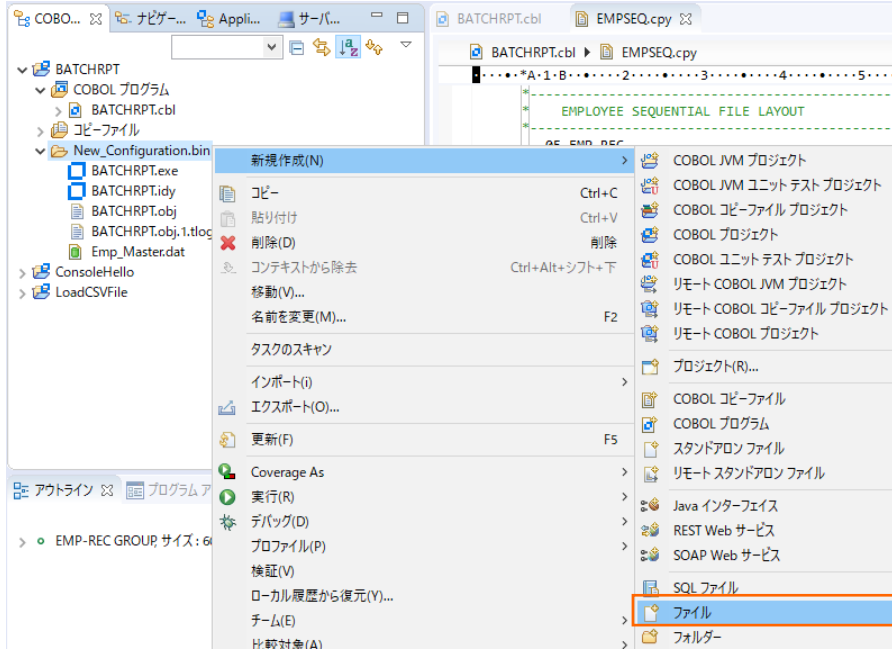 COBO...
ナビゲー...
Appli...
サーバ...
BATCHRPT
COBOL プログラム
BATCHRPT.cbl
コピーファイル
New_Configuration.bin
BATCHRPT.exe
BATCHRPT.idy
BATCHRPT.obj
BATCHRPT.obj.1.tlog
Emp_Master.dat
ConsoleHello
LoadCSVFile
アウトライン
プログラム ア
EMP-REC GROUP, サイズ : 6
BATCHRPT.cbl
EMPSEQ.cpy
BATCHRPT.cbl
EMPSEQ.cpy
*A·1·B··•····2····•····3····•····4····•····5····
*-----------------------------------------------
* EMPLOYEE SEQUENTIAL FILE LAYOUT
*-----------------------------------------------
05 EMP-REC
新規作成(N)
コピー Ctrl+C
貼り付け Ctrl+V
削除(D) 削除
コンテキストから除去 Ctrl+Alt+シフト+下
移動(V)...
名前を変更(M)... F2
タスクのスキャン
インポート(i)
エクスポート(O)...
更新(F) F5
Coverage As
実行(R)
デバッグ(D)
プロファイル(P)
検証(V)
ローカル履歴から復元(Y)...
チーム(E)
比較対象(A)
COBOL JVM プロジェクト
COBOL JVM ユニット テスト プロジェクト
COBOL コピーファイル プロジェクト
COBOL プロジェクト
COBOL ユニット テスト プロジェクト
リモート COBOL JVM プロジェクト
リモート COBOL コピーファイル プロジェクト
リモート COBOL プロジェクト
プロジェクト(R)...
COBOL コピーファイル
COBOL プログラム
スタンドアロン ファイル
リモート スタンドアロン ファイル
Java インターフェイス
REST Web サービス
SOAP Web サービス
SQL ファイル
ファイル
フォルダー